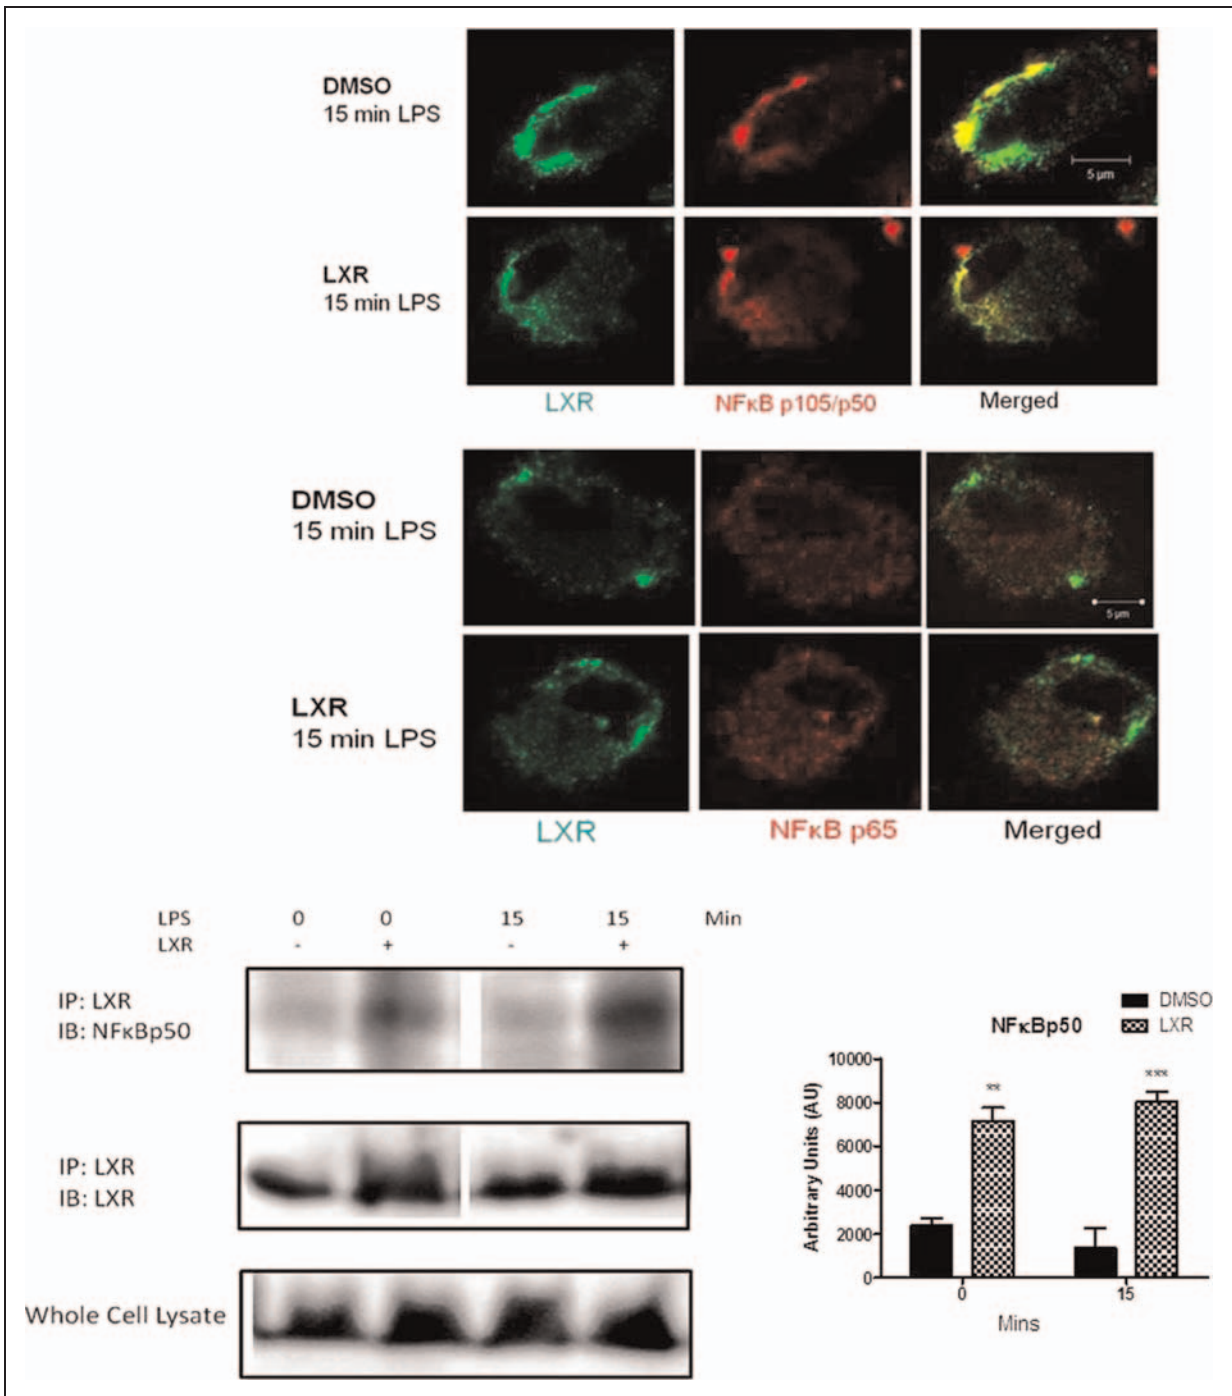 DMSO
15 min LPS
5 µm
LXR
15 min LPS
LXR NFκB p105/p50 Merged
DMSO
15 min LPS
5 µm
LXR
15 min LPS
LXR NFκB p65 Merged
LPS 0 0 15 15 Min
LXR - + - +
IP: LXR
IB: NFκBp50
IP: LXR
IB: LXR
Whole Cell Lysate
DMSO
LXR
NFκBp50
Arbitrary Units (AU)
10000
8000
6000
4000
2000
0
** ***
0 15
Mins